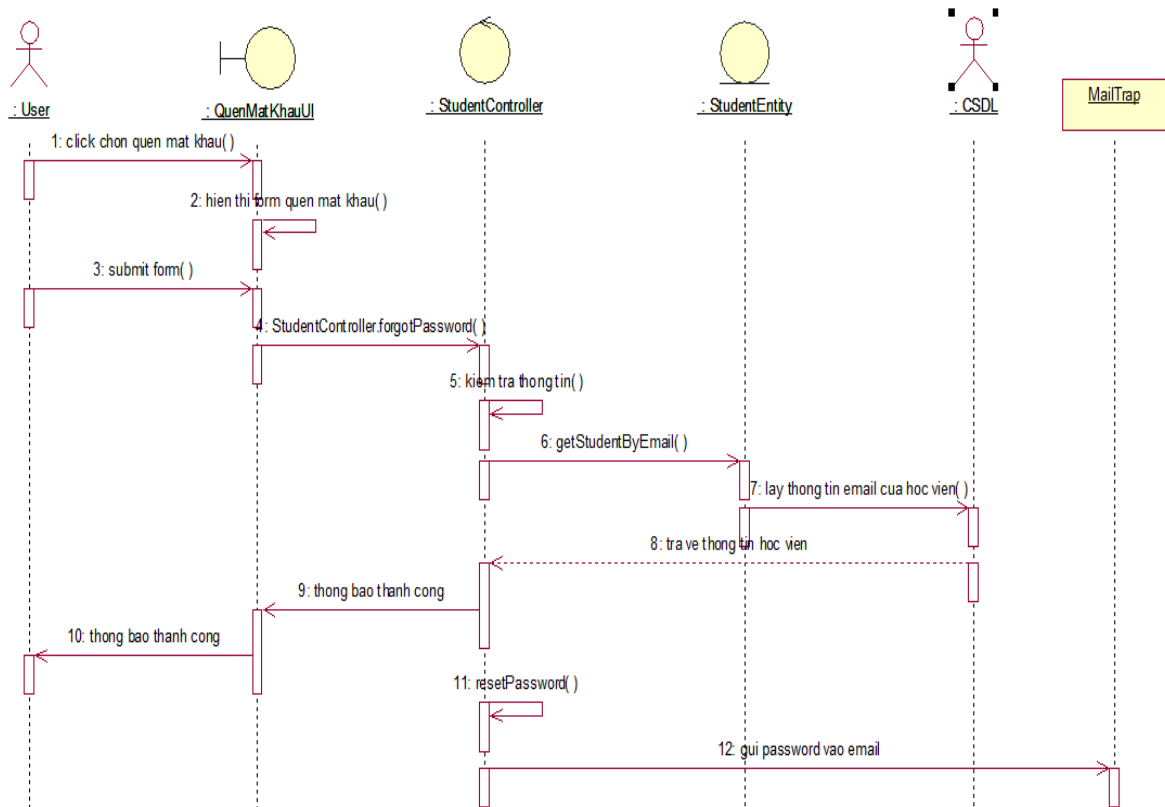 : User
: QuenMatKhauUI
: StudentController
: StudentEntity
: CSDL
MailTrap
1: click chon quen mat khau( )
2: hien thi form quen mat khau( )
3: submit form( )
4: StudentController.forgotPassword( )
5: kiem tra thong tin( )
6: getStudentByEmail( )
7: lay thong tin email cua hoc vien( )
8: tra ve thong tin hoc vien
9: thong bao thanh cong
10: thong bao thanh cong
11: resetPassword( )
12: gui password vao email